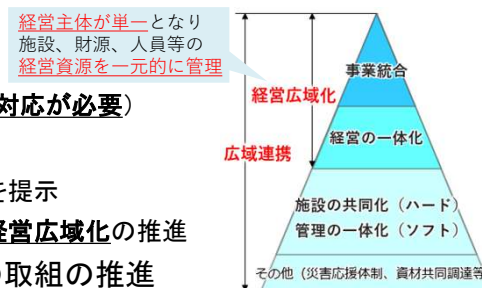 経営主体が単一となり
施設、財源、人員等の
経営資源を一元的に管理
対応が必要）
を提示
経営広域化の推進
取組の推進
広域連携
経営広域化
事業統合
経営の一体化
施設の共同化（ハード）
管理の一体化（ソフト）
その他（災害応援体制、資材共同調達等